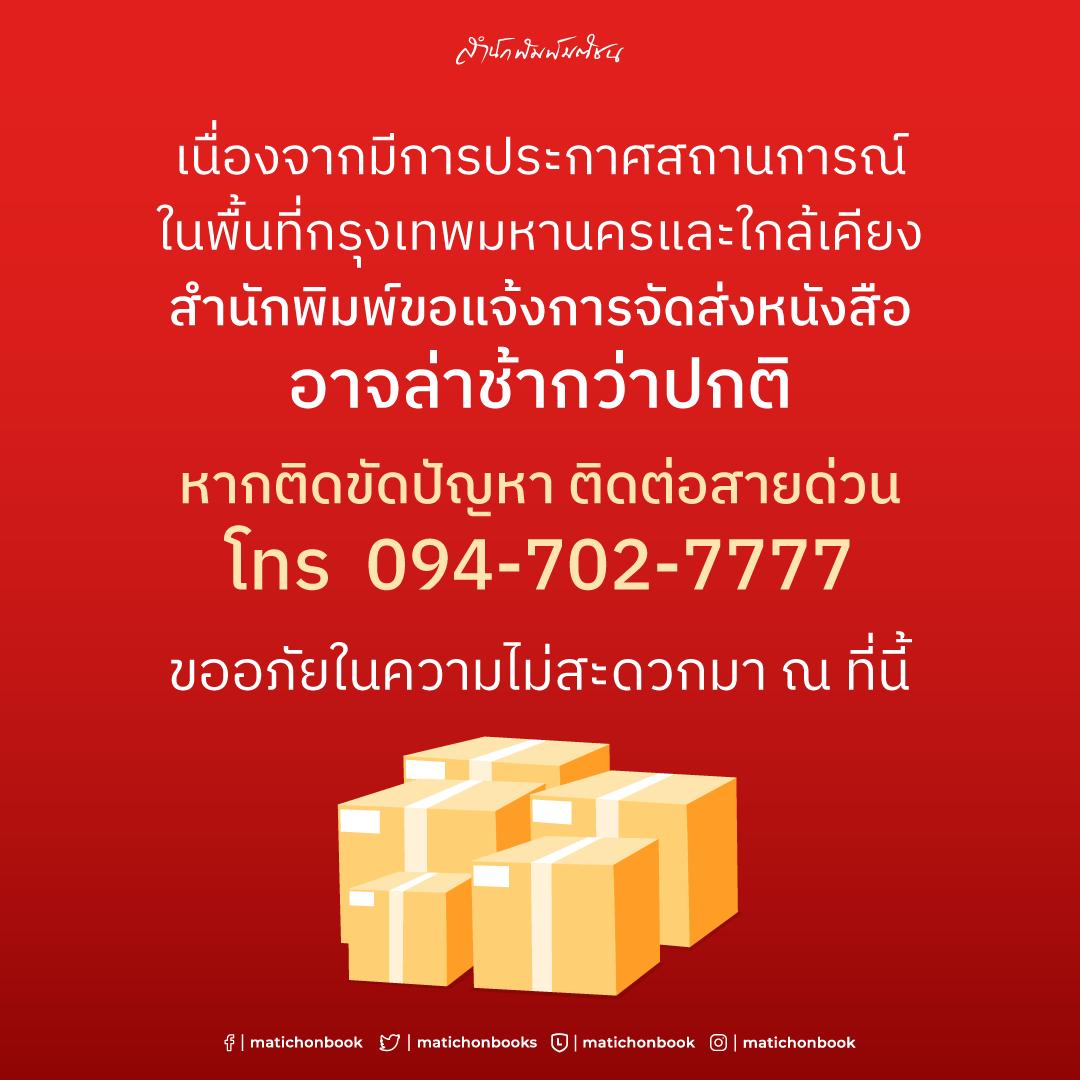 สำนักพิมพ์มติชน
เนื่องจากมีการประกาศสถานการณ์
ในพื้นที่กรุงเทพมหานครและใกล้เคียง
สำนักพิมพ์ขอแจ้งการจัดส่งหนังสือ
อาจล่าช้ากว่าปกติ
หากติดขัดปัญหา ติดต่อสายด่วน
โทร 094-702-7777
ขออภัยในความไม่สะดวกมา ณ ที่นี้
matichonbook | matichonbooks | matichonbook | matichonbook